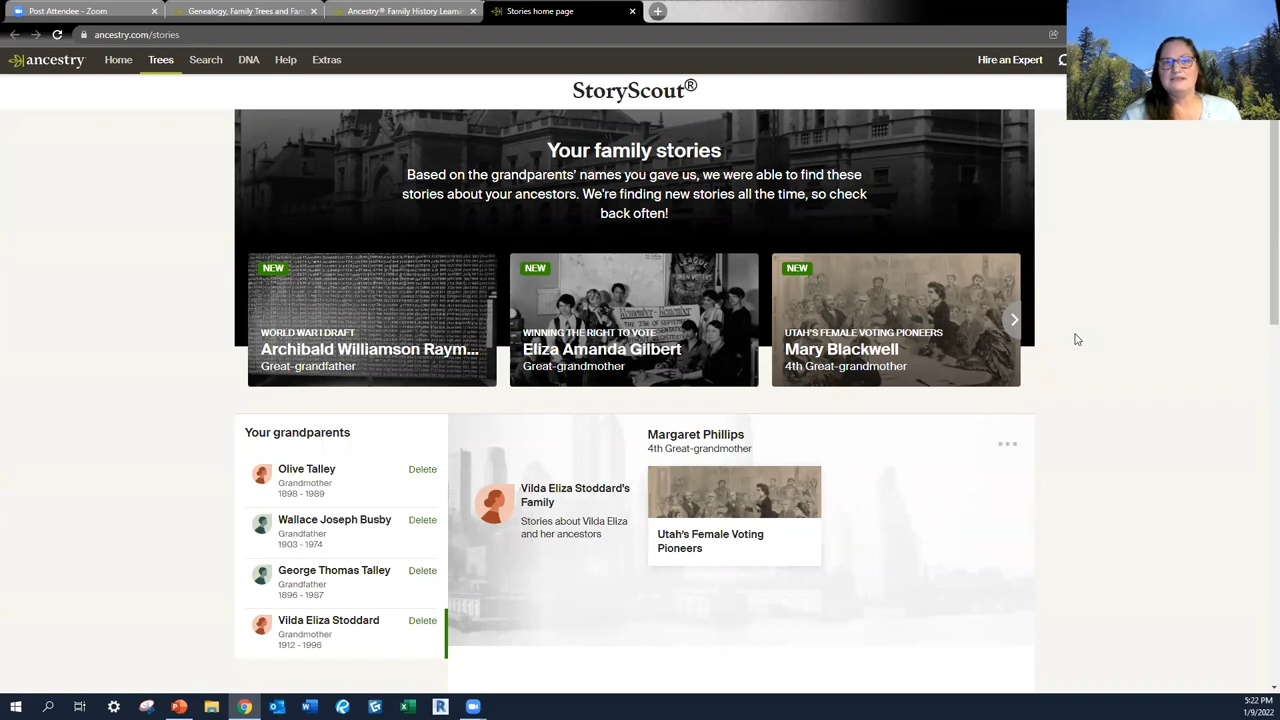 Post Attendee - Zoom
Genealogy, Family Trees and Fam
Ancestry® Family History Learni
Stories home page
ancestry.com/stories
ancestry
Home
Trees
Search
DNA
Help
Extras
Hire an Expert
StoryScout®
Your family stories
Based on the grandparents' names you gave us, we were able to find these
stories about your ancestors. We're finding new stories all the time, so check
back often!
NEW
WORLD WAR I DRAFT
Archibald Williamson Raym...
Great-grandfather
NEW
WINNING THE RIGHT TO VOTE
Eliza Amanda Gilbert
Great-grandmother
NEW
UTAH'S FEMALE VOTING PIONEERS
Mary Blackwell
4th Great-grandmother
Your grandparents
Olive Talley
Delete
Grandmother
1898 - 1989
Wallace Joseph Busby
Delete
Grandfather
1903 - 1974
George Thomas Talley
Delete
Grandfather
1896 - 1987
Vilda Eliza Stoddard
Delete
Grandmother
1912 - 1996
Vilda Eliza Stoddard's
Family
Stories about Vilda Eliza
and her ancestors
Margaret Phillips
4th Great-grandmother
Utah's Female Voting
Pioneers
5:22 PM
1/9/2022